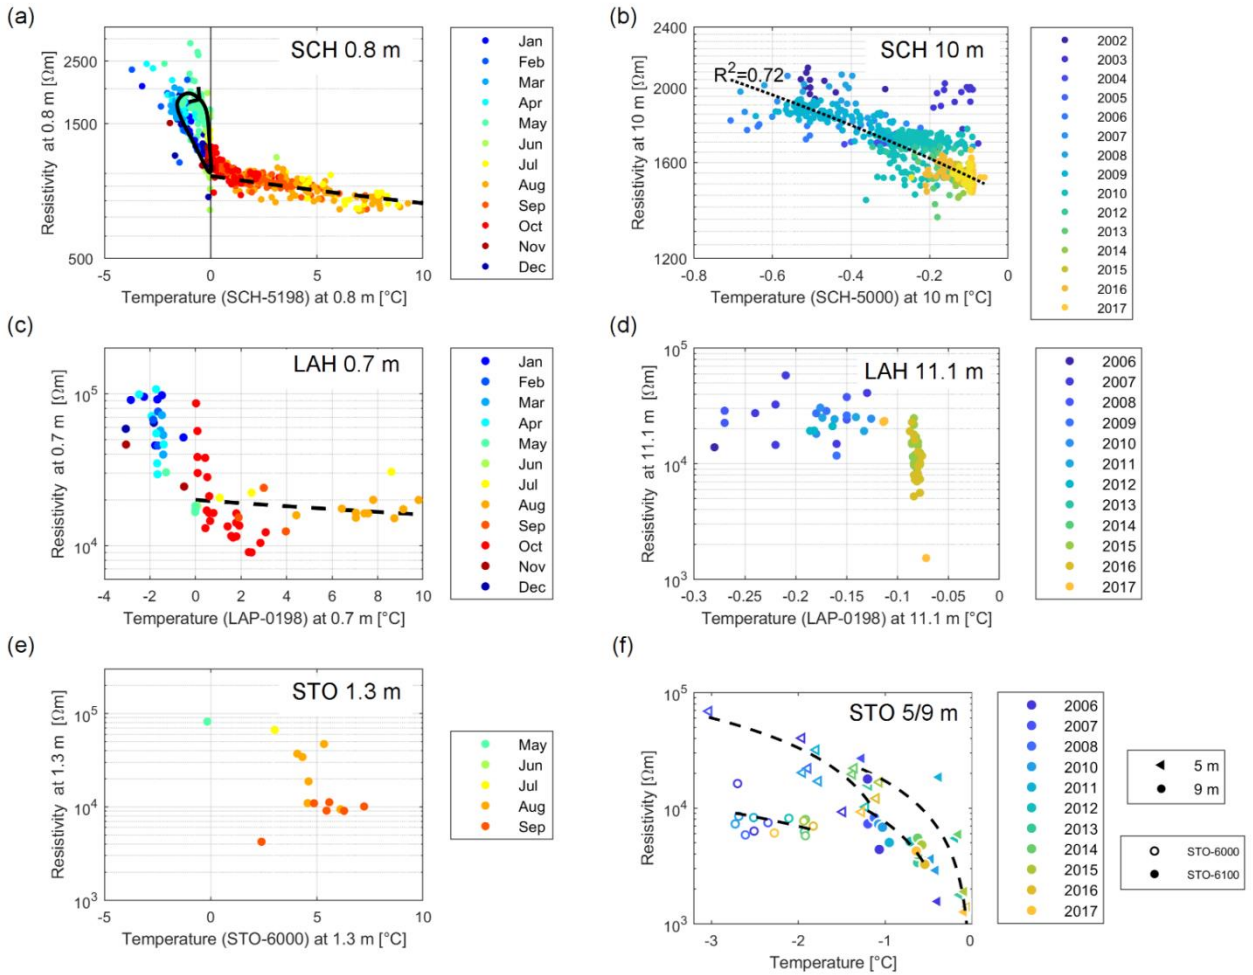 (a)
SCH 0.8 m
Resistivity at 0.8 m [Ωm]
2500
1500
500
-5
0
5
10
Temperature (SCH-5198) at 0.8 m [°C]
Jan
Feb
Mar
Apr
May
Jun
Jul
Aug
Sep
Oct
Nov
Dec
(b)
SCH 10 m
R²=0.72
Resistivity at 10 m [Ωm]
2400
2000
1600
1200
-0.8
-0.6
-0.4
-0.2
0
Temperature (SCH-5000) at 10 m [°C]
2002
2003
2004
2005
2006
2007
2008
2009
2010
2012
2013
2014
2015
2016
2017
(c)
LAH 0.7 m
Resistivity at 0.7 m [Ωm]
10⁵
10⁴
-4
-2
0
2
4
6
8
10
Temperature (LAP-0198) at 0.7 m [°C]
Jan
Feb
Mar
Apr
May
Jun
Jul
Aug
Sep
Oct
Nov
Dec
(d)
LAH 11.1 m
Resistivity at 11.1 m [Ωm]
10⁵
10⁴
10³
-0.3
-0.25
-0.2
-0.15
-0.1
-0.05
0
Temperature (LAP-0198) at 11.1 m [°C]
2006
2007
2008
2009
2010
2011
2012
2013
2014
2015
2016
2017
(e)
STO 1.3 m
Resistivity at 1.3 m [Ωm]
10⁵
10⁴
10³
-5
0
5
10
Temperature (STO-6000) at 1.3 m [°C]
May
Jun
Jul
Aug
Sep
(f)
STO 5/9 m
Resistivity [Ωm]
10⁵
10⁴
10³
-3
-2
-1
0
Temperature [°C]
2006
2007
2008
2010
2011
2012
2013
2014
2015
2016
2017
5 m
9 m
STO-6000
STO-6100